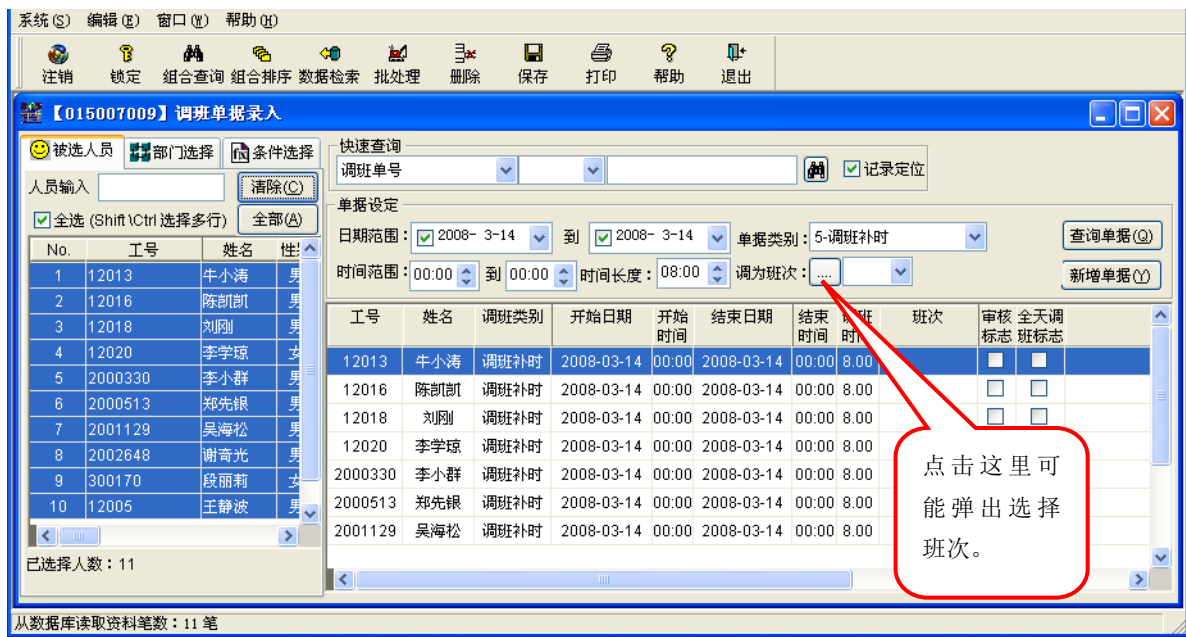 系统(S) 编辑(E) 窗口(W) 帮助(H)
注销 锁定 组合查询 组合排序 数据检索 批处理 删除 保存 打印 帮助 退出
【015007009】调班单据录入
被选人员 部门选择 条件选择
人员输入 清除(C)
全选 (Shift \Ctrl 选择多行) 全部(A)
No. 工号 姓名
1 12013 牛小涛 男
2 12016 陈凯凯 男
3 12018 刘刚 男
4 12020 李学琼 女
5 2000330 李小群 男
6 2000513 郑先银 男
7 2001129 吴海松 男
8 2002648 谢奇光 男
9 300170 段丽莉 女
10 12005 王静波 男
已选择人数：11
快速查询
调班单号 记录定位
单据设定
日期范围： 2008- 3-14 到 2008- 3-14 单据类别：5-调班补时 查询单据(Q)
时间范围：00:00 到 00:00 时间长度：08:00 调为班次： .... 新增单据(Y)
工号 姓名 调班类别 开始日期 开始时间 结束日期 结束时间 班次 审核标志 全天调班标志
12013 牛小涛 调班补时 2008-03-14 00:00 2008-03-14 00:00 8.00
12016 陈凯凯 调班补时 2008-03-14 00:00 2008-03-14 00:00 8.00
12018 刘刚 调班补时 2008-03-14 00:00 2008-03-14 00:00 8.00
12020 李学琼 调班补时 2008-03-14 00:00 2008-03-14 00:00 8.00
2000330 李小群 调班补时 2008-03-14 00:00 2008-03-14 00:00 8.00
2000513 郑先银 调班补时 2008-03-14 00:00 2008-03-14 00:00 8.00
2001129 吴海松 调班补时 2008-03-14 00:00 2008-03-14 00:00 8.00
点击这里可
能弹出选择
班次。
从数据库读取资料笔数：11 笔